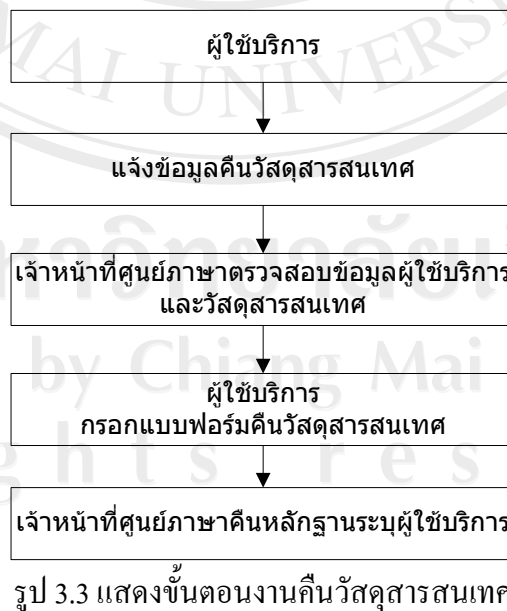 MAI UNIVERS
ผู้ใช้บริการ
แจ้งข้อมูลคืนวัสดุสารสนเทศ
เจ้าหน้าที่ศูนย์ภาษาตรวจสอบข้อมูลผู้ใช้บริการ
และวัสดุสารสนเทศ
by Chiang Mai
ผู้ใช้บริการ
กรอกแบบฟอร์มคืนวัสดุสารสนเทศ
ghts res
เจ้าหน้าที่ศูนย์ภาษาคืนหลักฐานระบุผู้ใช้บริการ
รูป 3.3 แสดงขั้นตอนงานคืนวัสดุสารสนเทศ